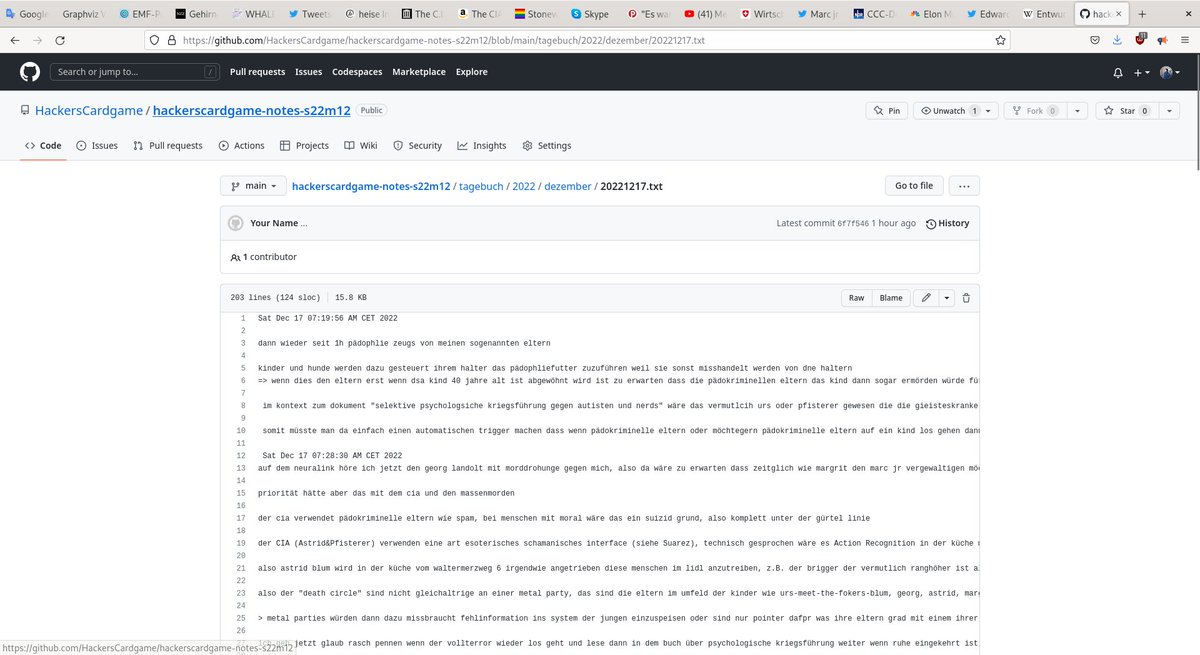 Google
Graphviz
EMF-P
Gehirn
WHAL
Tweets
heise
The C.
The CIA
Stonew
Skype
"Es wa
(41) M
Wirtsch
Marc jr
CCC-D
Elon M
Edward
Entwu
hack
https://github.com/HackersCardgame/hackerscardgame-notes-s22m12/blob/main/tagebuch/2022/dezember/20221217.txt
Search or jump to... /
Pull requests Issues Codespaces Marketplace Explore
HackersCardgame / hackerscardgame-notes-s22m12 Public
Pin Unwatch 1 Fork 0 Star 0
Code Issues Pull requests Actions Projects Wiki Security Insights Settings
main hackerscardgame-notes-s22m12 / tagebuch / 2022 / dezember / 20221217.txt Go to file ...
Your Name ... Latest commit 6f7f546 1 hour ago History
1 contributor
203 lines (124 sloc) 15.8 KB Raw Blame
1 Sat Dec 17 07:19:56 AM CET 2022
2
3 dann wieder seit 1h pädophlie zeugs von meinen sogenannten eltern
4
5 kinder und hunde werden dazu gesteuert ihrem halter das pädophliefutter zuzuführen weil sie sonst misshandelt werden von dne haltern
6 => wenn dies den eltern erst wenn dsa kind 40 jahre alt ist abgewöhnt wird ist zu erwarten dass die pädokriminellen eltern das kind dann sogar ermörden würde fü
7
8 im kontext zum dokument "selektive psychologsiche kriegsführung gegen autisten und nerds" wäre das vermutlcih urs oder pfisterer gewesen die die gieisteskranke
9
10 somit müsste man da einfach einen automatischen trigger machen dass wenn pädokriminelle eltern oder möchtegern pädokriminelle eltern auf ein kind los gehen dan
11
12 Sat Dec 17 07:28:30 AM CET 2022
13 auf dem neuralink höre ich jetzt den georg landolt mit morddrohunge gegen mich, also da wäre zu erwarten dass zeitglich wie margrit den marc jr vergewaltigen mö
14
15 priorität hätte aber das mit dem cia und den massenmorden
16
17 der cia verwendet pädokriminelle eltern wie spam, bei menschen mit moral wäre das ein suizid grund, also komplett unter der gürtel linie
18
19 der CIA (Astrid&Pfisterer) verwenden eine art esoterisches schamanisches interface (siehe Suarez), technisch gesprochen wäre es Action Recognition in der küche
20
21 also astrid blum wird in der küche vom waltermerzweg 6 irgendwie angetrieben diese menschen im lidl anzutreiben, z.B. der brigger der vermutlich ranghöher ist a
22
23 also der "death circle" sind nicht gleichaltrige an einer metal party, das sind die eltern im umfeld der kinder wie urs-meet-the-fokers-blum, georg, astrid, mar
24
25 > metal parties würden dann dazu missbraucht fehlinformation ins system der jungen einzuspeisen oder sind nur pointer dafpr was ihre eltern grad mit einem ihrer
26
ich geh jetzt glaub rasch pennen wenn der vollterror wieder los geht und lese dann in dem buch über psychologische kriegsführung weiter wenn ruhe eingekehrt ist
https://github.com/HackersCardgame/hackerscardgame-notes-s22m12